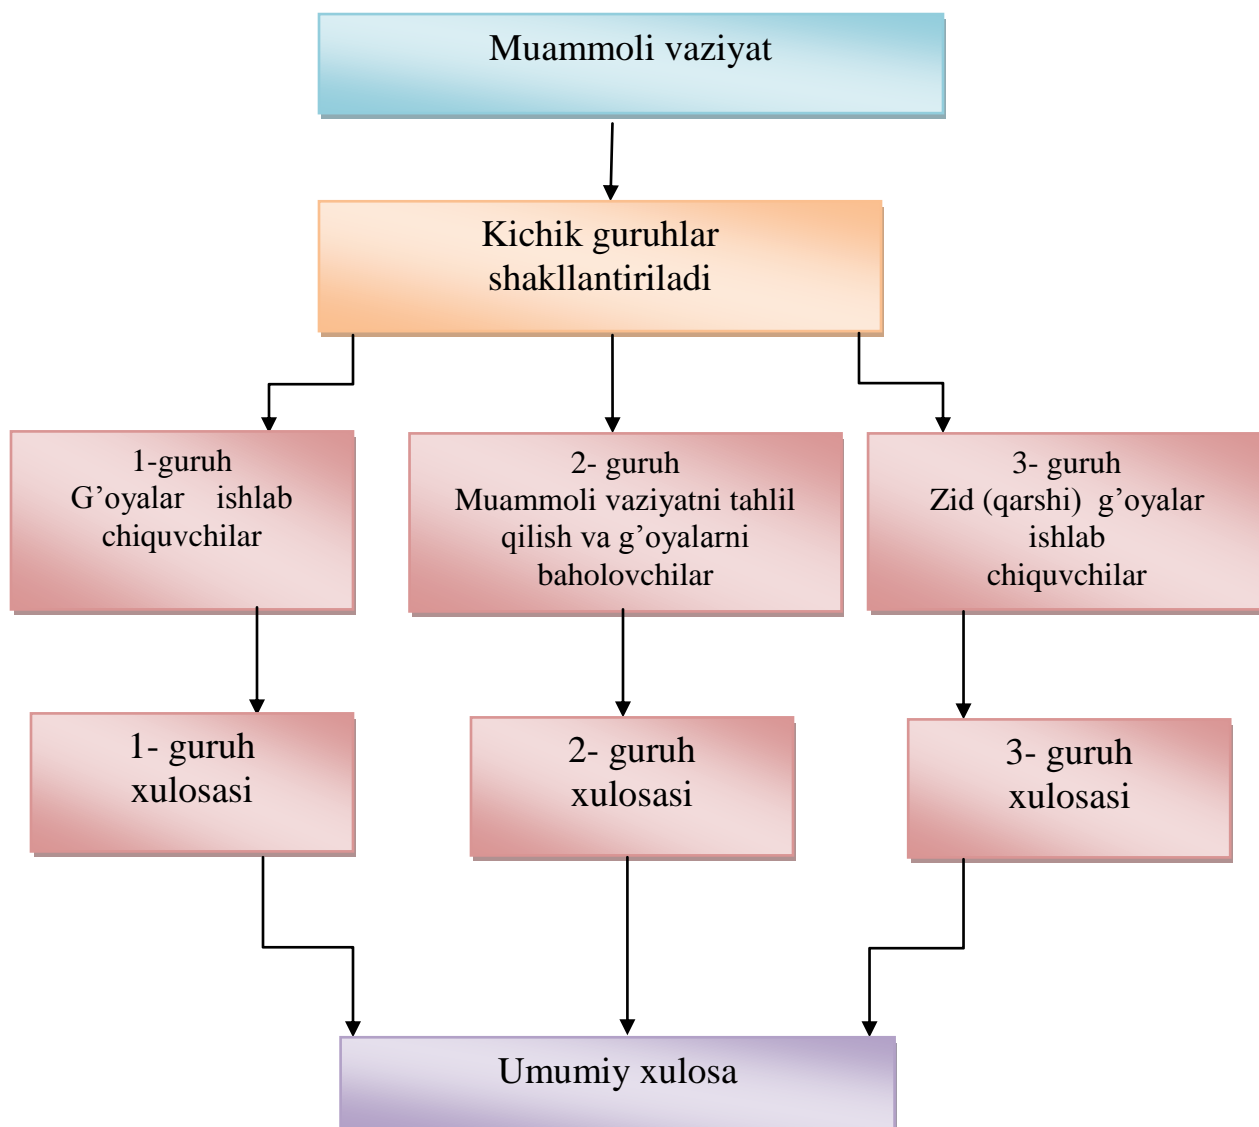 Muammoli vaziyat
Kichik guruhlar
shakllantiriladi
1-guruh
G’oyalar ishlab
chiquvchilar
2- guruh
Muammoli vaziyatni tahlil
qilish va g’oyalarni
baholovchilar
3- guruh
Zid (qarshi) g’oyalar
ishlab
chiquvchilar
1- guruh
xulosasi
2- guruh
xulosasi
3- guruh
xulosasi
Umumiy xulosa